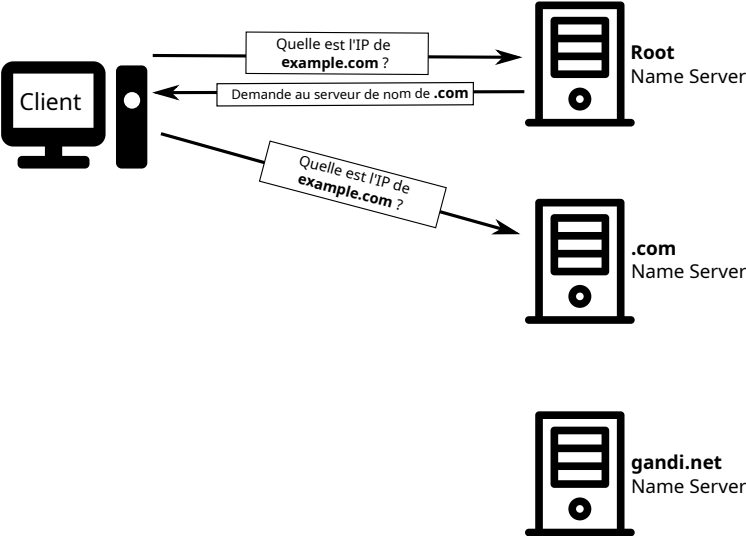 Client
Quelle est l'IP de
example.com ?
Root
Name Server
Demande au serveur de nom de .com
Quelle est l'IP de
example.com ?
.com
Name Server
gandi.net
Name Server